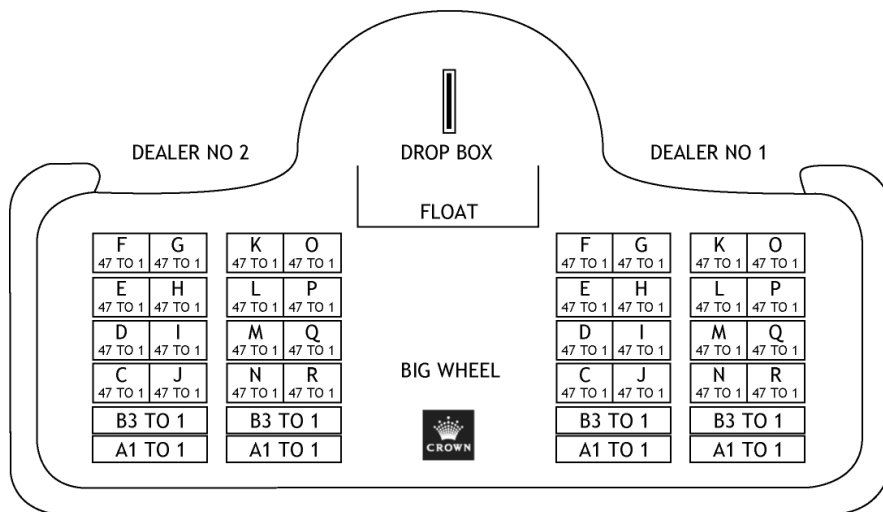 DEALER NO 2 DROP BOX DEALER NO 1
FLOAT
F G K O F G K O
47 TO 1 47 TO 1 47 TO 1 47 TO 1 47 TO 1 47 TO 1 47 TO 1 47 TO 1
E H L P E H L P
47 TO 1 47 TO 1 47 TO 1 47 TO 1 47 TO 1 47 TO 1 47 TO 1 47 TO 1
D I M Q D I M Q
47 TO 1 47 TO 1 47 TO 1 47 TO 1 47 TO 1 47 TO 1 47 TO 1 47 TO 1
C J N R BIG WHEEL C J N R
47 TO 1 47 TO 1 47 TO 1 47 TO 1 47 TO 1 47 TO 1 47 TO 1 47 TO 1
B3 TO 1 B3 TO 1 B3 TO 1 B3 TO 1
A1 TO 1 A1 TO 1 CROWN A1 TO 1 A1 TO 1